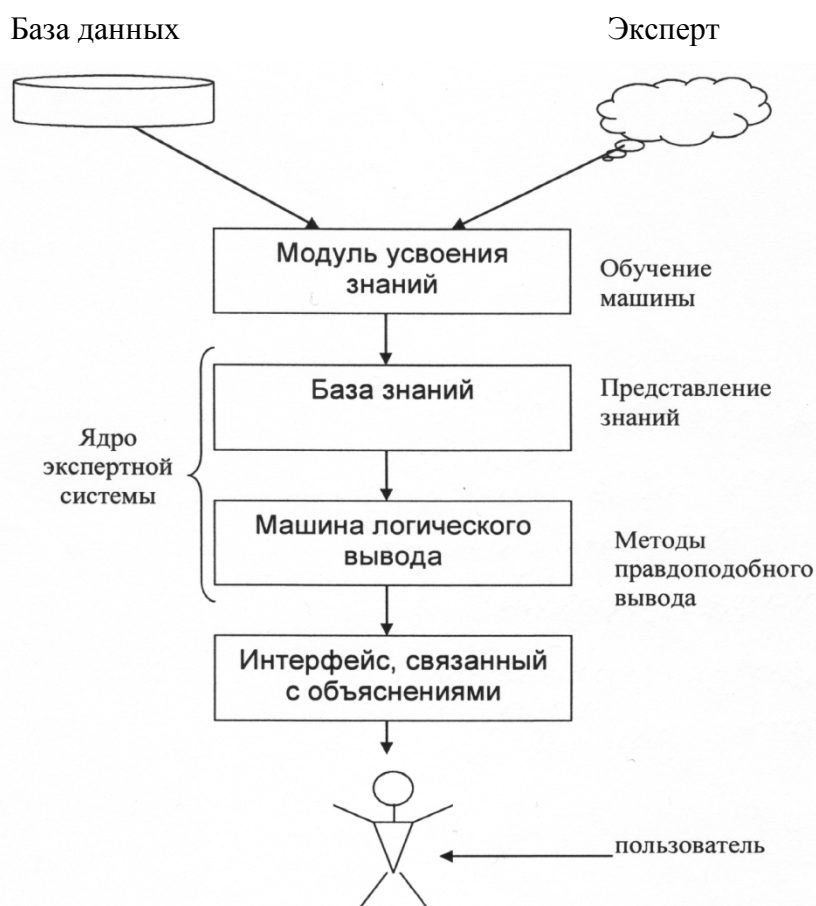 База данных
Эксперт
Модуль усвоения
знаний
Обучение
машины
База знаний
Представление
знаний
Ядро
экспертной
системы
Машина логического
вывода
Методы
правдоподобного
вывода
Интерфейс, связанный
с объяснениями
пользователь